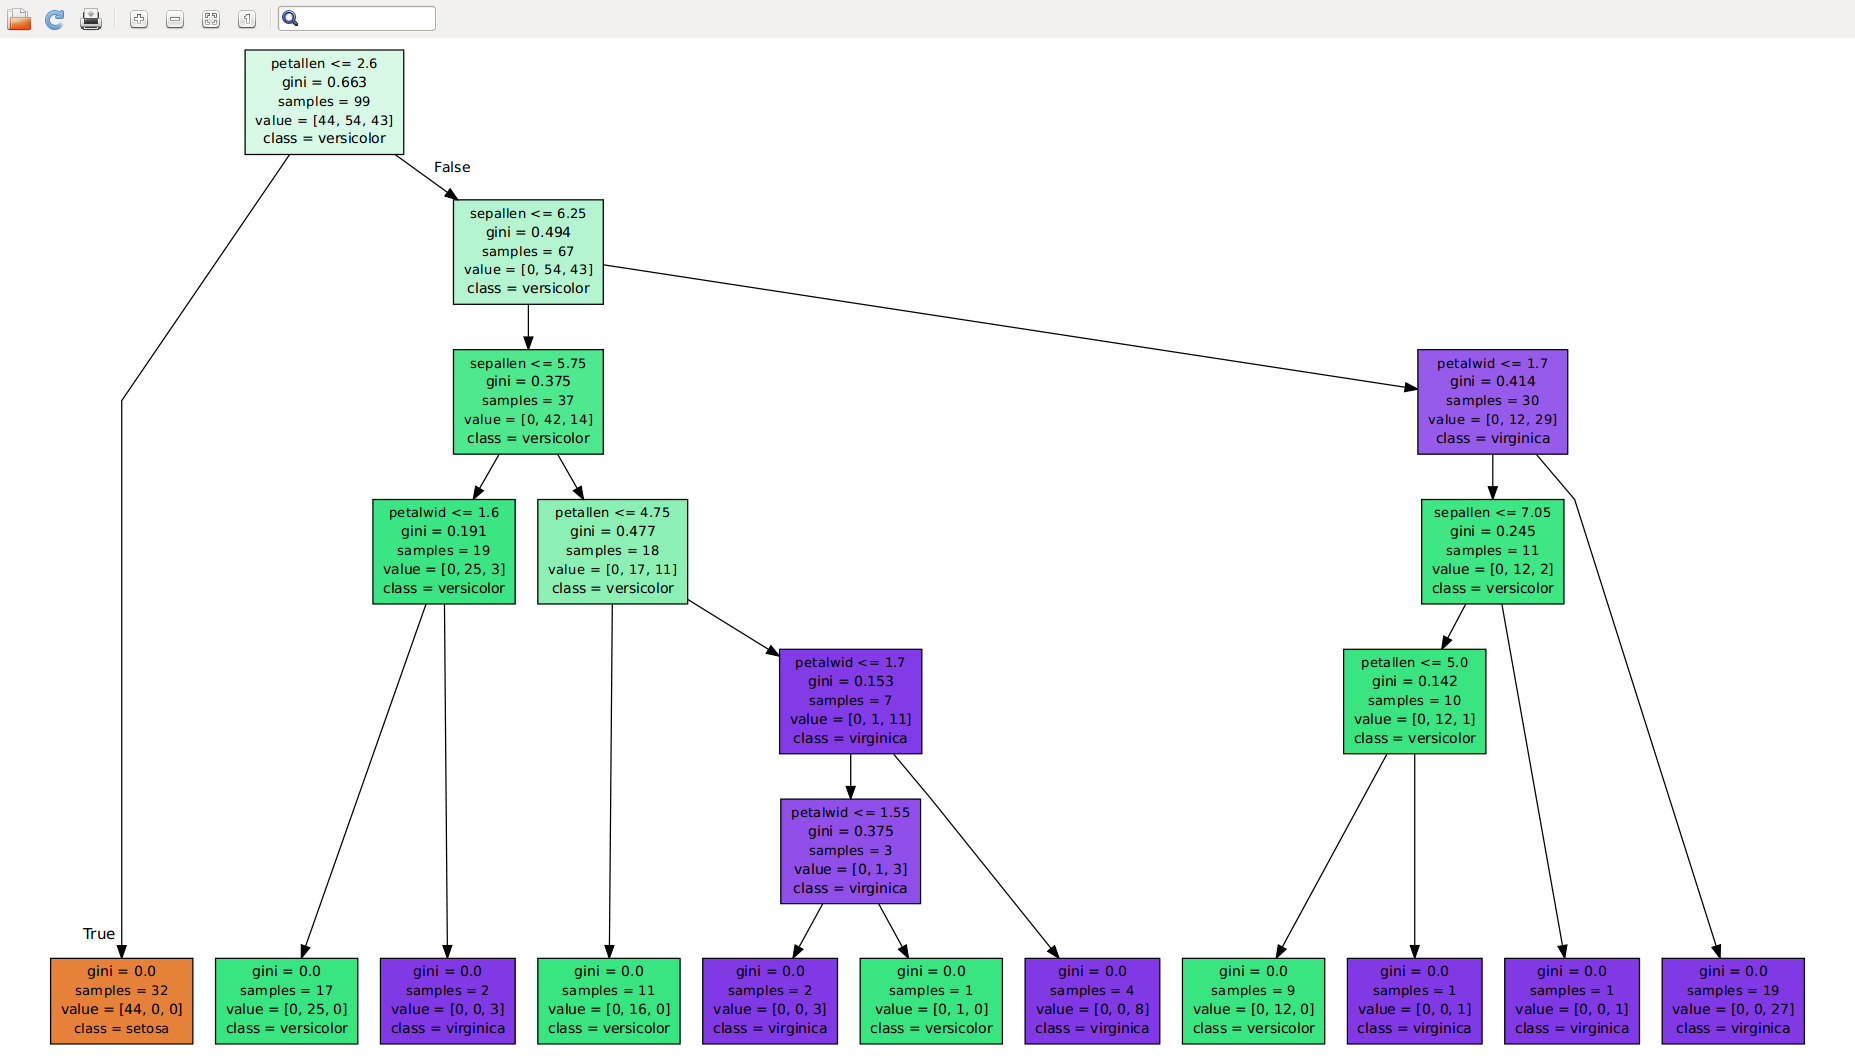 1
petallen <= 2.6
gini = 0.663
samples = 99
value = [44, 54, 43]
class = versicolor
False
sepallen <= 6.25
gini = 0.494
samples = 67
value = [0, 54, 43]
class = versicolor
sepallen <= 5.75
gini = 0.375
samples = 37
value = [0, 42, 14]
class = versicolor
petalwid <= 1.7
gini = 0.414
samples = 30
value = [0, 12, 29]
class = virginica
petalwid <= 1.6
gini = 0.191
samples = 19
value = [0, 25, 3]
class = versicolor
petallen <= 4.75
gini = 0.477
samples = 18
value = [0, 17, 11]
class = versicolor
sepallen <= 7.05
gini = 0.245
samples = 11
value = [0, 12, 2]
class = versicolor
petalwid <= 1.7
gini = 0.153
samples = 7
value = [0, 1, 11]
class = virginica
petallen <= 5.0
gini = 0.142
samples = 10
value = [0, 12, 1]
class = versicolor
petalwid <= 1.55
gini = 0.375
samples = 3
value = [0, 1, 3]
class = virginica
True
gini = 0.0
samples = 32
value = [44, 0, 0]
class = setosa
gini = 0.0
samples = 17
value = [0, 25, 0]
class = versicolor
gini = 0.0
samples = 2
value = [0, 0, 3]
class = virginica
gini = 0.0
samples = 11
value = [0, 16, 0]
class = versicolor
gini = 0.0
samples = 2
value = [0, 0, 3]
class = virginica
gini = 0.0
samples = 1
value = [0, 1, 0]
class = versicolor
gini = 0.0
samples = 4
value = [0, 0, 8]
class = virginica
gini = 0.0
samples = 9
value = [0, 12, 0]
class = versicolor
gini = 0.0
samples = 1
value = [0, 0, 1]
class = virginica
gini = 0.0
samples = 1
value = [0, 0, 1]
class = virginica
gini = 0.0
samples = 19
value = [0, 0, 27]
class = virginica